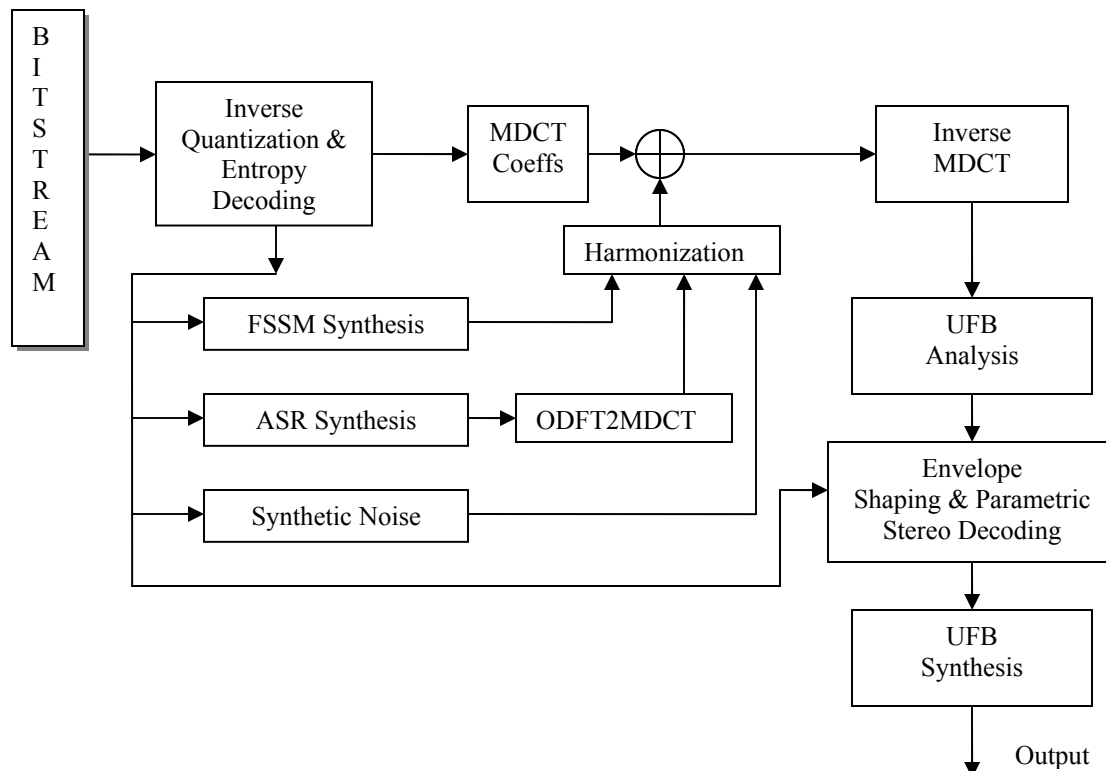 B
I
T
S
T
R
E
A
M
Inverse
Quantization &
Entropy
Decoding
MDCT
Coeffs
Inverse
MDCT
Harmonization
FSSM Synthesis
UFB
Analysis
ASR Synthesis
ODFT2MDCT
Envelope
Shaping & Parametric
Stereo Decoding
Synthetic Noise
UFB
Synthesis
Output